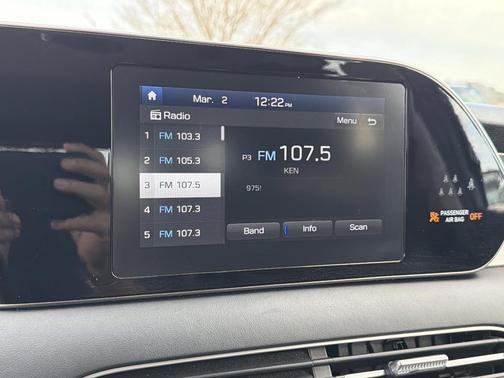 Mar. 2 12:22 PM
Radio
Menu
1 FM 103.3
2 FM 105.3
3 FM 107.5
4 FM 107.3
5 FM 107.3
P3 FM 107.5
KEN
975!
Band Info Scan
PASSENGER
AIR BAG OFF